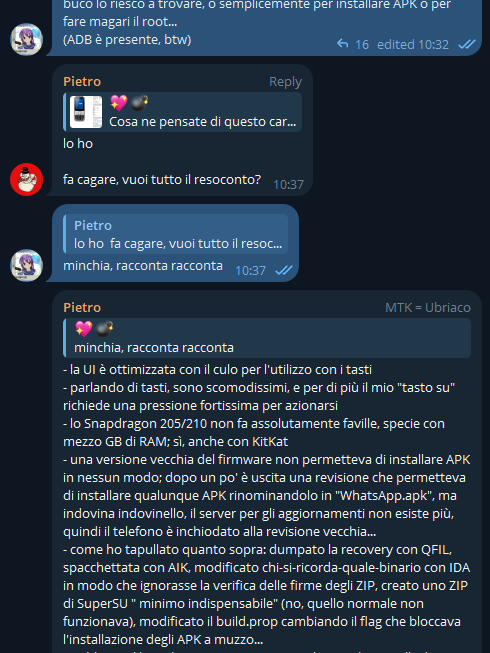 buco lo riesco a trovare, o semplicemente per installare APK o per
fare magari il root...
(ADB è presente, btw)
16 edited 10:32
Pietro Reply
💖💣
Cosa ne pensate di questo car...
lo ho
fa cagare, vuoi tutto il resoconto? 10:37
Pietro
lo ho fa cagare, vuoi tutto il resoc...
minchia, racconta racconta 10:37
Pietro MTK = Ubriaco
💖💣
minchia, racconta racconta
- la UI è ottimizzata con il culo per l'utilizzo con i tasti
- parlando di tasti, sono scomodissimi, e per di più il mio "tasto su"
richiede una pressione fortissima per azionarsi
- lo Snapdragon 205/210 non fa assolutamente faville, specie con
mezzo GB di RAM; sì, anche con KitKat
- una versione vecchia del firmware non permetteva di installare APK
in nessun modo; dopo un po' è uscita una revisione che permetteva
di installare qualunque APK rinominandolo in "WhatsApp.apk", ma
indovina indovinello, il server per gli aggiornamenti non esiste più,
quindi il telefono è inchiodato alla revisione vecchia...
- come ho tapullato quanto sopra: dumpato la recovery con QFIL,
spacchettata con AIK, modificato chi-si-ricorda-quale-binario con IDA
in modo che ignorasse la verifica delle firme degli ZIP, creato uno ZIP
di SuperSU " minimo indispensabile" (no, quello normale non
funzionava), modificato il build.prop cambiando il flag che bloccava
l'installazione degli APK a muzzo...